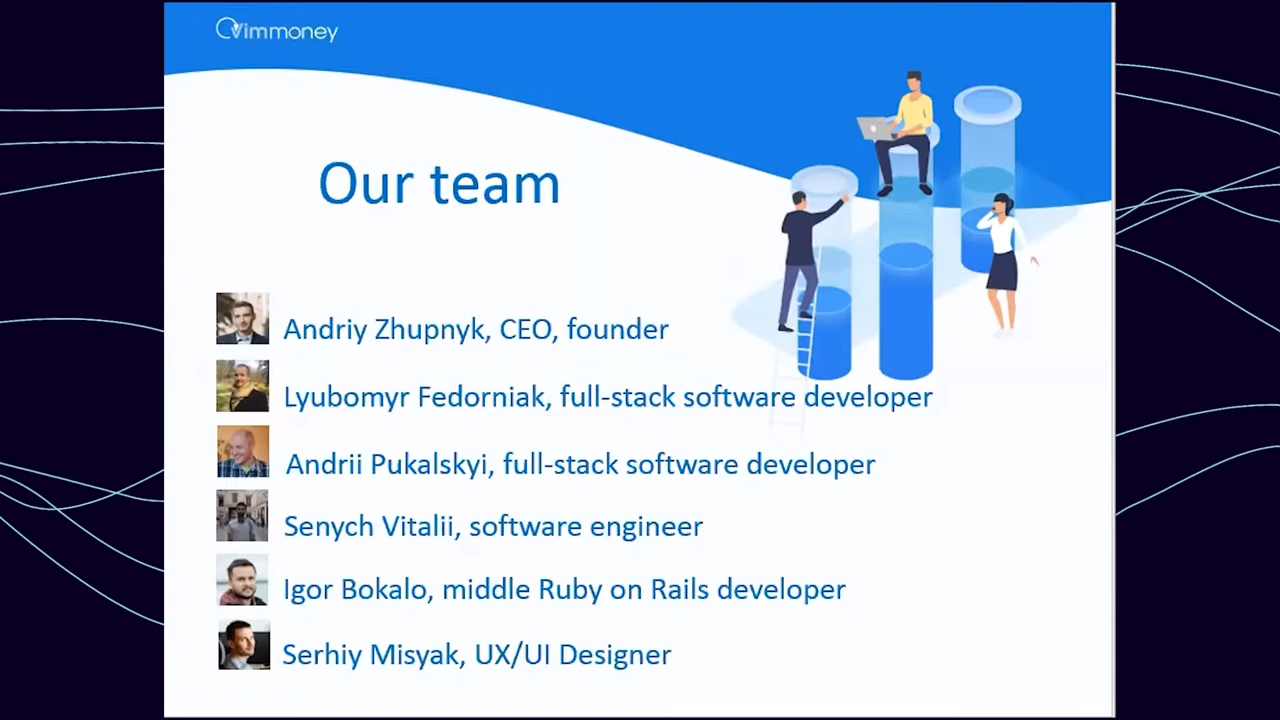 Vimmoney
Our team
Andriy Zhupnyk, CEO, founder
Lyubomyr Fedorniak, full-stack software developer
Andrii Pukalskyi, full-stack software developer
Senych Vitalii, software engineer
Igor Bokalo, middle Ruby on Rails developer
Serhiy Misyak, UX/UI Designer